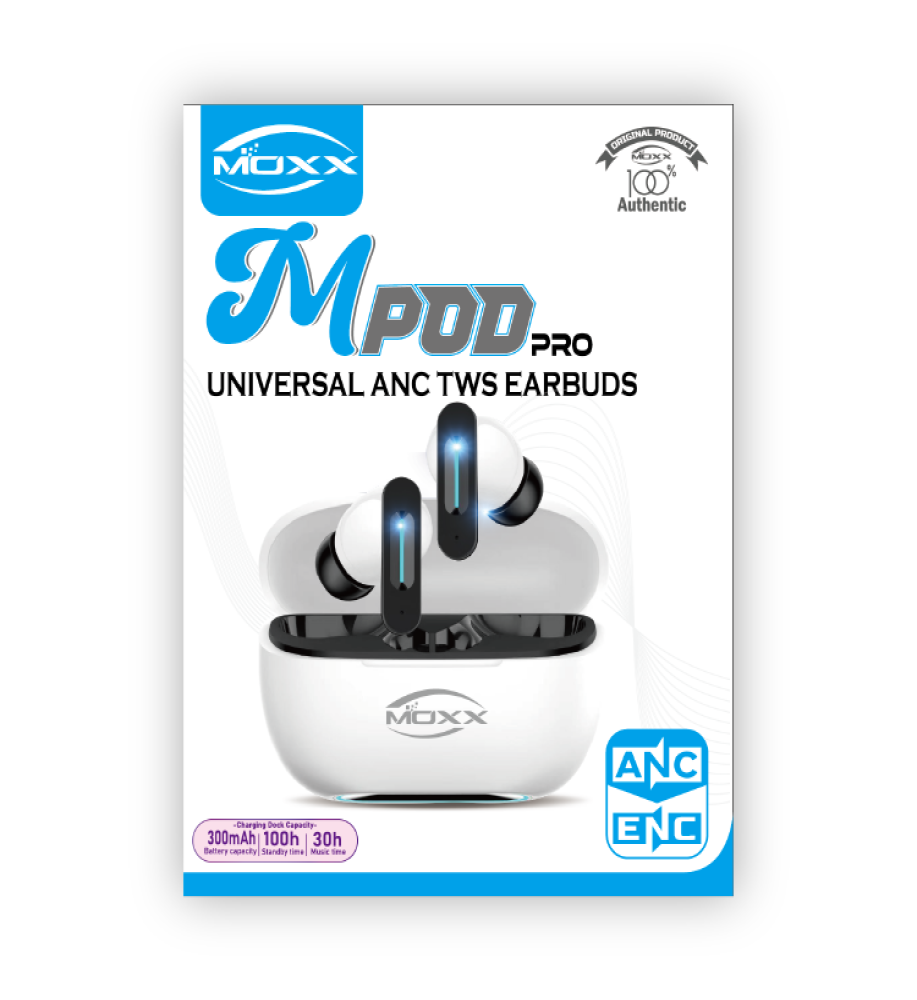 MOXX
ORIGINAL PRODUCT
MOXX
100%
Authentic
M POD PRO
UNIVERSAL ANC TWS EARBUDS
MOXX
ANC
ENC
-Charging Dock Capacity-
300mAh | 100h | 30h
Battery capacity | Standby time | Music time